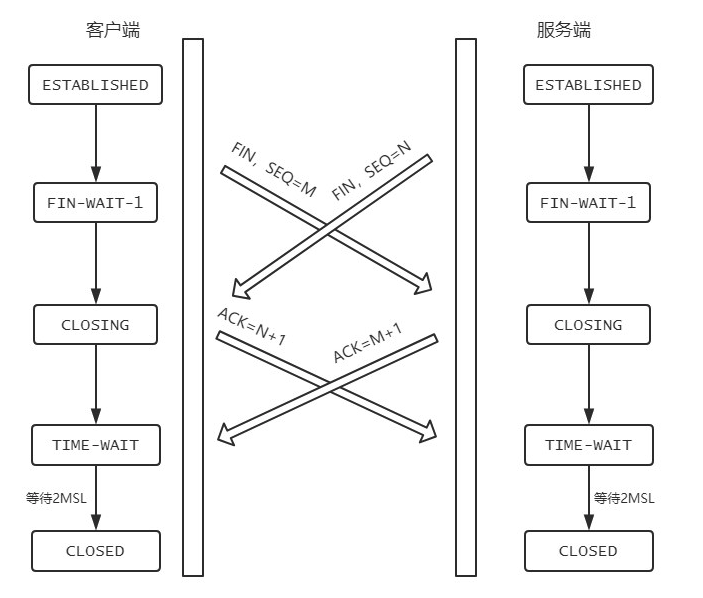 客户端
服务端
ESTABLISHED
ESTABLISHED
FIN，SEQ=M
FIN，SEQ=N
FIN-WAIT-1
FIN-WAIT-1
CLOSING
ACK=N+1
ACK=M+1
CLOSING
TIME-WAIT
TIME-WAIT
等待2MSL
等待2MSL
CLOSED
CLOSED